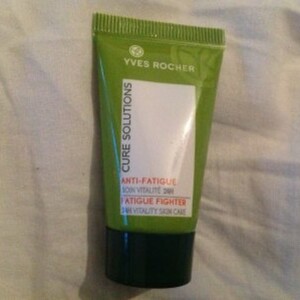 YVES ROCHER
CURE SOLUTIONS
ANTI-FATIGUE
SOIN VITALITÉ 24H
FATIGUE FIGHTER
24H VITALITY SKIN CARE